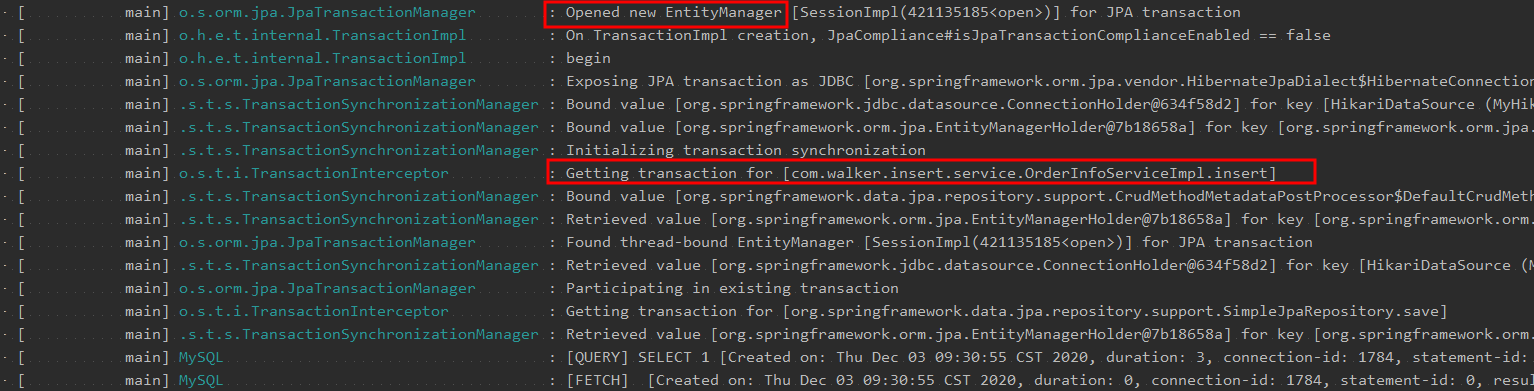 - [ main] o.s.orm.jpa.JpaTransactionManager : Opened new EntityManager [SessionImpl(421135185<open>)] for JPA transaction
- [ main] o.h.e.t.internal.TransactionImpl : On TransactionImpl creation, JpaCompliance#isJpaTransactionComplianceEnabled == false
- [ main] o.h.e.t.internal.TransactionImpl : begin
- [ main] o.s.orm.jpa.JpaTransactionManager : Exposing JPA transaction as JDBC [org.springframework.orm.jpa.vendor.HibernateJpaDialect$HibernateConnection
- [ main] .s.t.s.TransactionSynchronizationManager : Bound value [org.springframework.jdbc.datasource.ConnectionHolder@634f58d2] for key [HikariDataSource (MyHik
- [ main] .s.t.s.TransactionSynchronizationManager : Bound value [org.springframework.orm.jpa.EntityManagerHolder@7b18658a] for key [org.springframework.orm.jpa.
- [ main] .s.t.s.TransactionSynchronizationManager : Initializing transaction synchronization
- [ main] o.s.t.i.TransactionInterceptor : Getting transaction for [com.walker.insert.service.OrderInfoServiceImpl.insert]
- [ main] .s.t.s.TransactionSynchronizationManager : Bound value [org.springframework.data.jpa.repository.support.CrudMethodMetadataPostProcessor$DefaultCrudMeth
- [ main] .s.t.s.TransactionSynchronizationManager : Retrieved value [org.springframework.orm.jpa.EntityManagerHolder@7b18658a] for key [org.springframework.orm.
- [ main] o.s.orm.jpa.JpaTransactionManager : Found thread-bound EntityManager [SessionImpl(421135185<open>)] for JPA transaction
- [ main] .s.t.s.TransactionSynchronizationManager : Retrieved value [org.springframework.jdbc.datasource.ConnectionHolder@634f58d2] for key [HikariDataSource (M
- [ main] o.s.orm.jpa.JpaTransactionManager : Participating in existing transaction
- [ main] o.s.t.i.TransactionInterceptor : Getting transaction for [org.springframework.data.jpa.repository.support.SimpleJpaRepository.save]
- [ main] .s.t.s.TransactionSynchronizationManager : Retrieved value [org.springframework.orm.jpa.EntityManagerHolder@7b18658a] for key [org.springframework.orm.
- [ main] MySQL : [QUERY] SELECT 1 [Created on: Thu Dec 03 09:30:55 CST 2020, duration: 3, connection-id: 1784, statement-id:
- [ main] MySQL : [FETCH] [Created on: Thu Dec 03 09:30:55 CST 2020, duration: 0, connection-id: 1784, statement-id: 0, resu